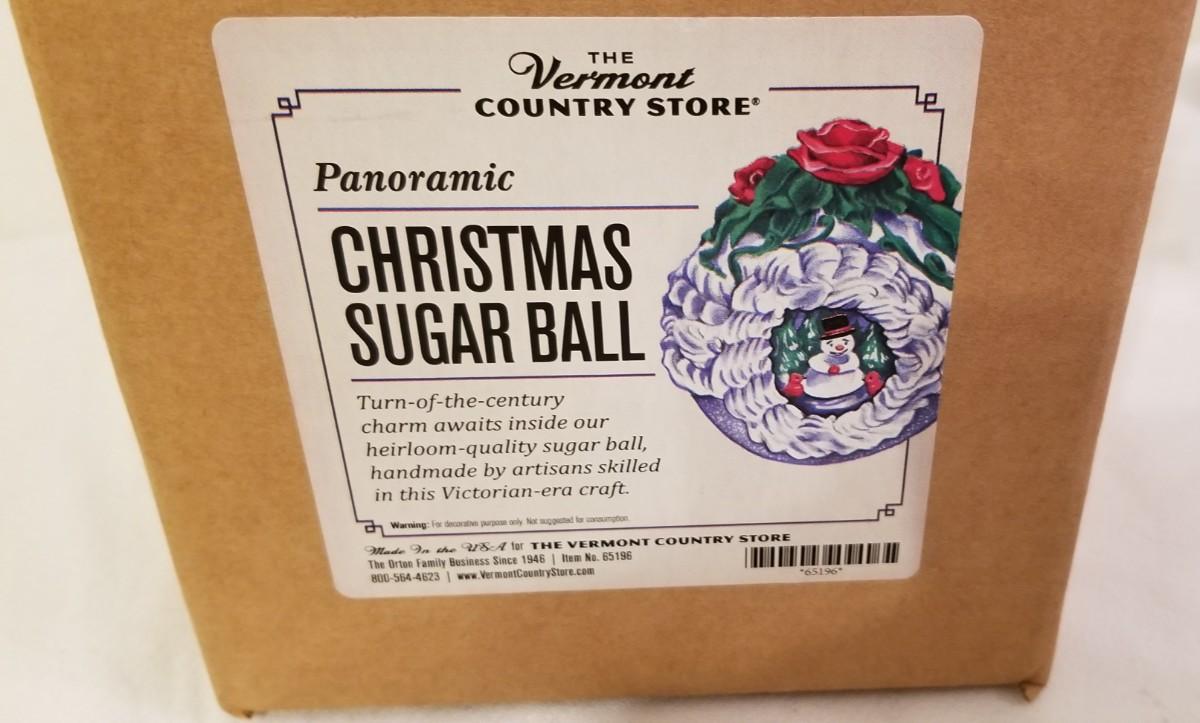 THE
Vermont
COUNTRY STORE®
Panoramic
CHRISTMAS
SUGAR BALL
Turn-of-the-century
charm awaits inside our
heirloom-quality sugar ball,
handmade by artisans skilled
in this Victorian-era craft.
Warning: For decorative purpose only. Not suggested for consumption.
Made In the USA for THE VERMONT COUNTRY STORE
The Orton Family Business Since 1946 | Item No. 65196
800-564-4623 | www.VermontCountryStore.com
*65196*